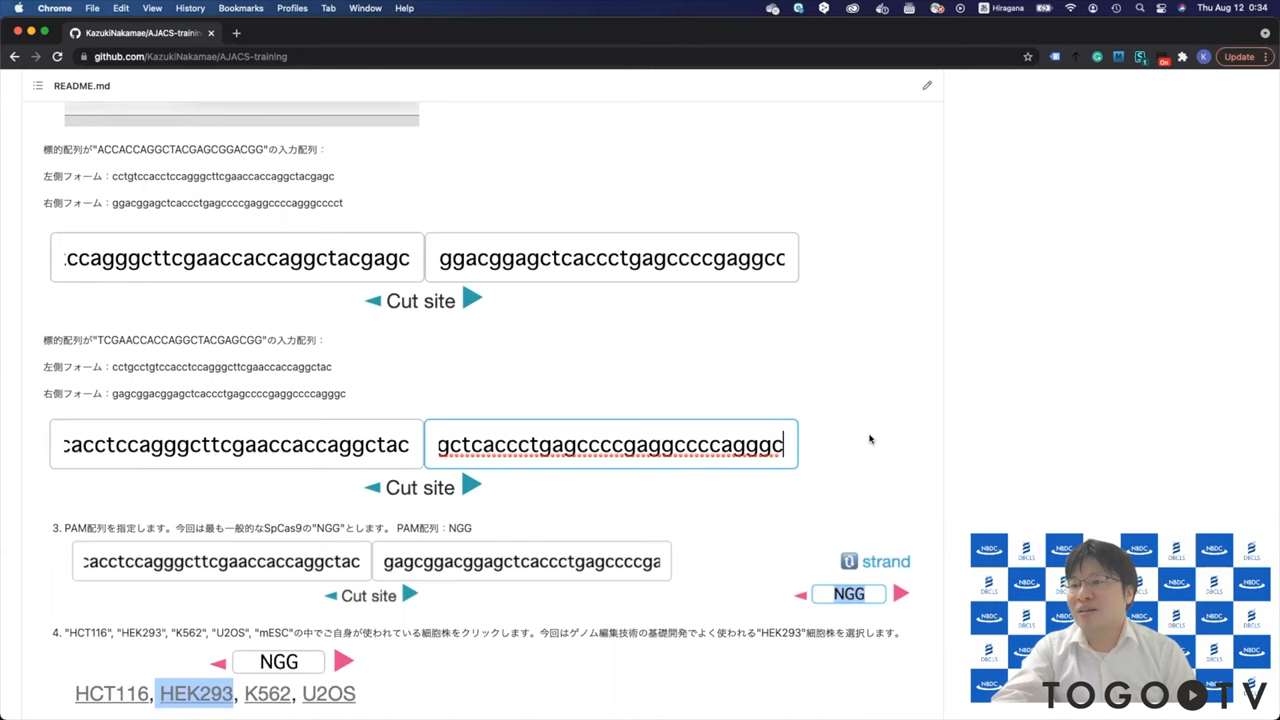 Chrome File Edit View History Bookmarks Profiles Tab Window Help
Hiragana
Thu Aug 12 0:34
KazukiNakamae/AJACS-trainin
github.com/KazukiNakamae/AJACS-training
On
K
Update
README.md
標的配列が"ACCACCAGGCTACGAGCGGACGG"の入力配列：
左側フォーム：cctgtccacctccagggcttcgaaccaccaggctacgagc
右側フォーム：ggacggagctcaccctgagccccgaggccccagggcccct
ccagggcttcgaaccaccaggctacgagc
ggacggagctcaccctgagccccgaggcc
Cut site
標的配列が"TCGAACCACCAGGCTACGAGCGG"の入力配列：
左側フォーム：cctgcctgtccacctccagggcttcgaaccaccaggctac
右側フォーム：gagcggacggagctcaccctgagccccgaggccccagggc
cacctccagggcttcgaaccaccaggctac
gctcaccctgagccccgaggccccagggc
Cut site
3. PAM配列を指定します。今回は最も一般的なSpCas9の"NGG"とします。 PAM配列：NGG
cacctccagggcttcgaaccaccaggctac
gagcggacggagctcaccctgagccccga
strand
Cut site
NGG
4. "HCT116", "HEK293", "K562", "U2OS", "mESC"の中でご自身が使われている細胞株をクリックします。今回はゲノム編集技術の基礎開発でよく使われる"HEK293"細胞株を選択します。
NGG
HCT116, HEK293, K562, U2OS
NBDC
DBCLS
TOGO TV